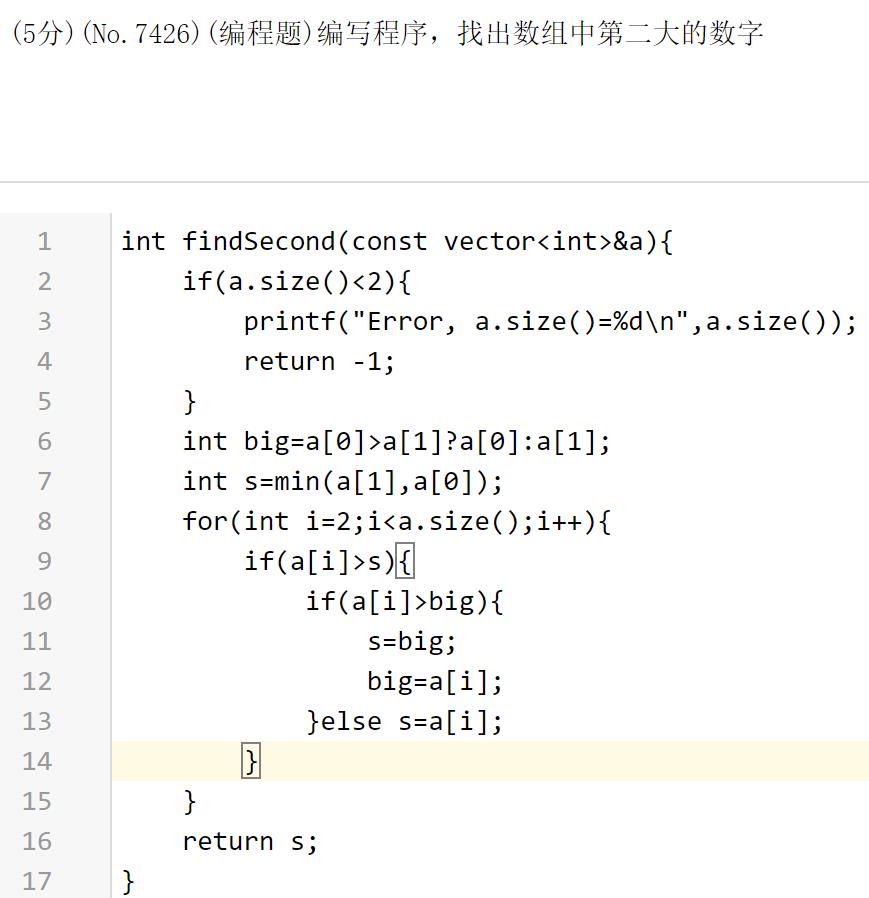 (5分)(No.7426)(编程题)编写程序，找出数组中第二大的数字
1 int findSecond(const vector<int>&a){
2     if(a.size()<2){
3         printf("Error, a.size()=%d\n",a.size());
4         return -1;
5     }
6     int big=a[0]>a[1]?a[0]:a[1];
7     int s=min(a[1],a[0]);
8     for(int i=2;i<a.size();i++){
9         if(a[i]>s){
10             if(a[i]>big){
11                 s=big;
12                 big=a[i];
13             }else s=a[i];
14         }
15     }
16     return s;
17 }